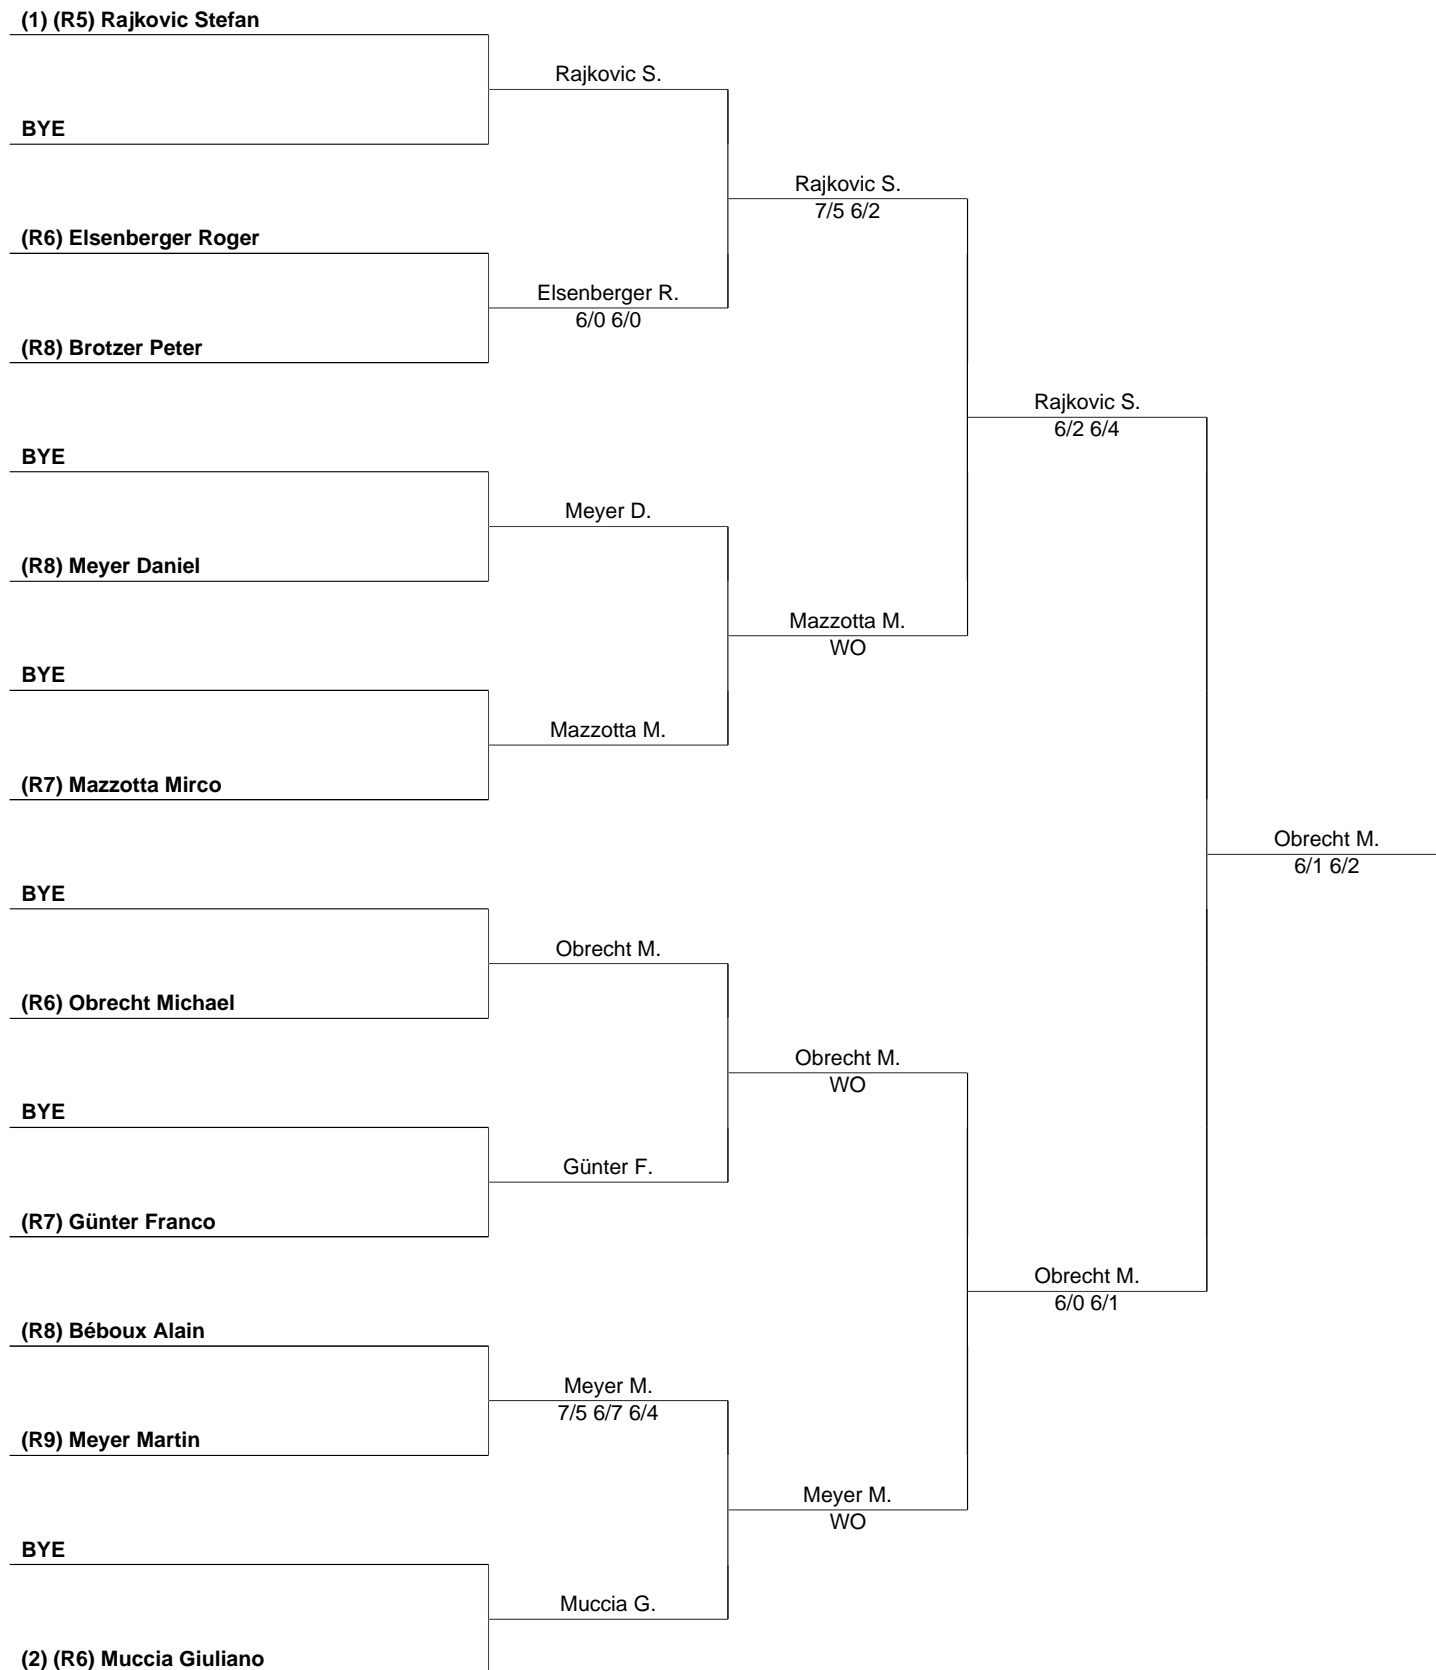 (1) (R5) Rajkovic Stefan
Rajkovic S.
BYE
Rajkovic S.
7/5 6/2
(R6) Elsenberger Roger
Elsenberger R.
6/0 6/0
(R8) Brotzer Peter
Rajkovic S.
6/2 6/4
BYE
Meyer D.
(R8) Meyer Daniel
Mazzotta M.
WO
BYE
Mazzotta M.
(R7) Mazzotta Mirco
Obrecht M.
6/1 6/2
BYE
Obrecht M.
(R6) Obrecht Michael
Obrecht M.
WO
BYE
Günter F.
(R7) Günter Franco
Obrecht M.
6/0 6/1
(R8) Béboux Alain
Meyer M.
7/5 6/7 6/4
(R9) Meyer Martin
Meyer M.
WO
BYE
Muccia G.
(2) (R6) Muccia Giuliano